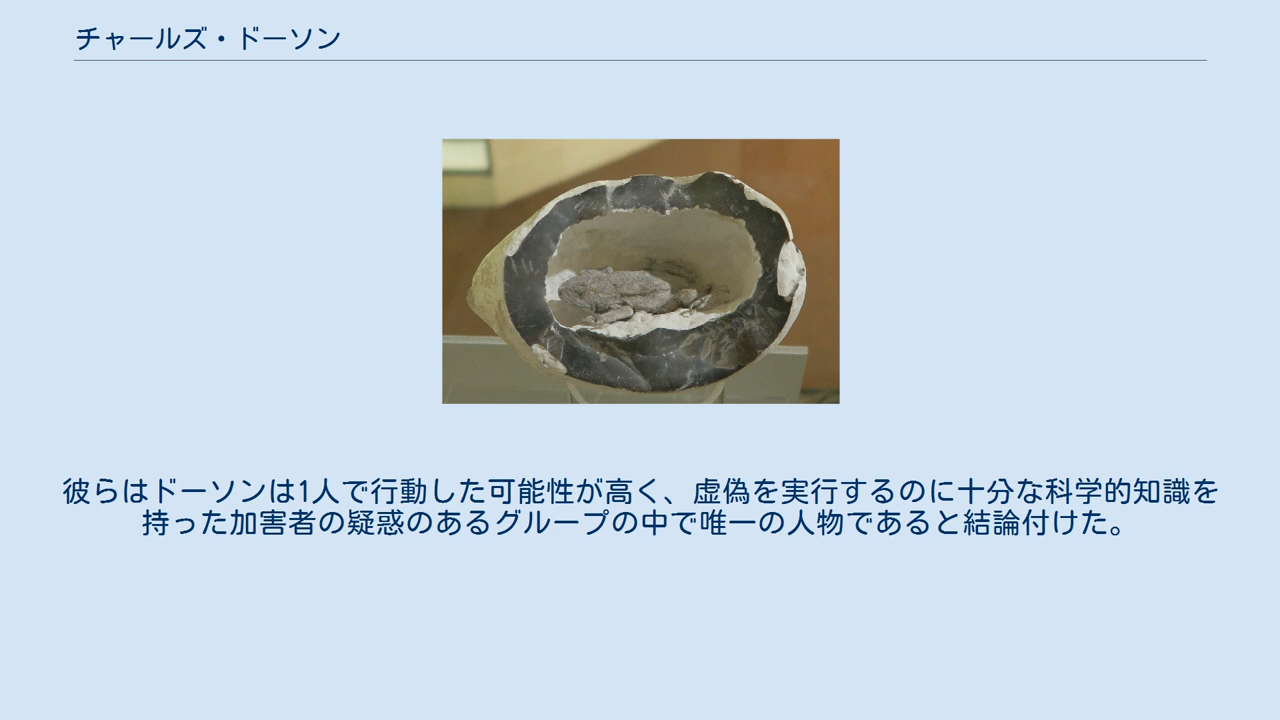 チャールズ・ドーソン
彼らはドーソンは1人で行動した可能性が高く、虚偽を実行するのに十分な科学的知識を
持った加害者の疑惑のあるグループの中で唯一の人物であると結論付けた。